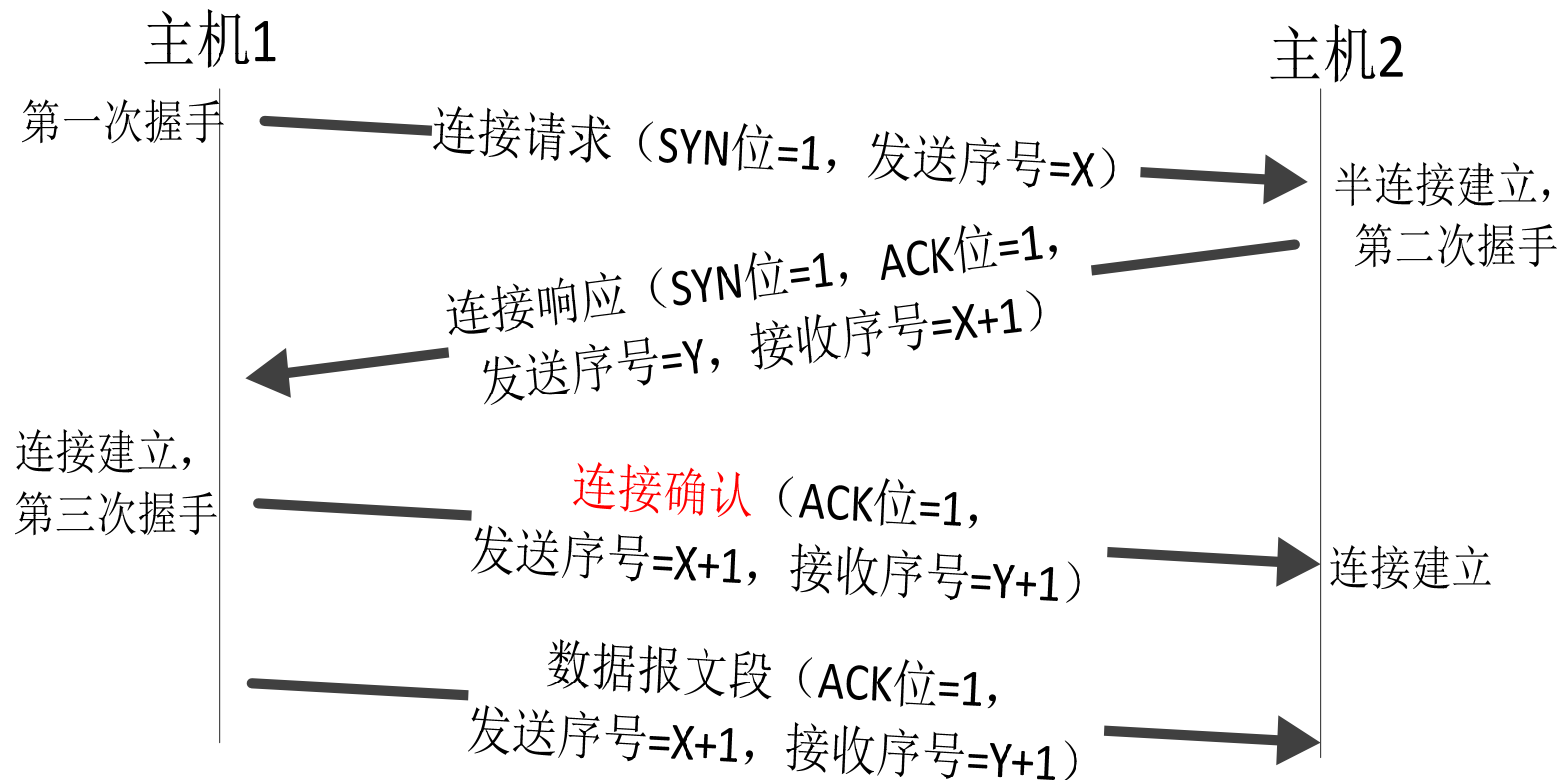 主机1
主机2
第一次握手
连接请求（SYN位=1，发送序号=X）
半连接建立，
第二次握手
连接响应（SYN位=1，ACK位=1，
发送序号=Y，接收序号=X+1）
连接建立，
第三次握手
连接确认（ACK位=1，
发送序号=X+1，接收序号=Y+1）
连接建立
数据报文段（ACK位=1，
发送序号=X+1，接收序号=Y+1）